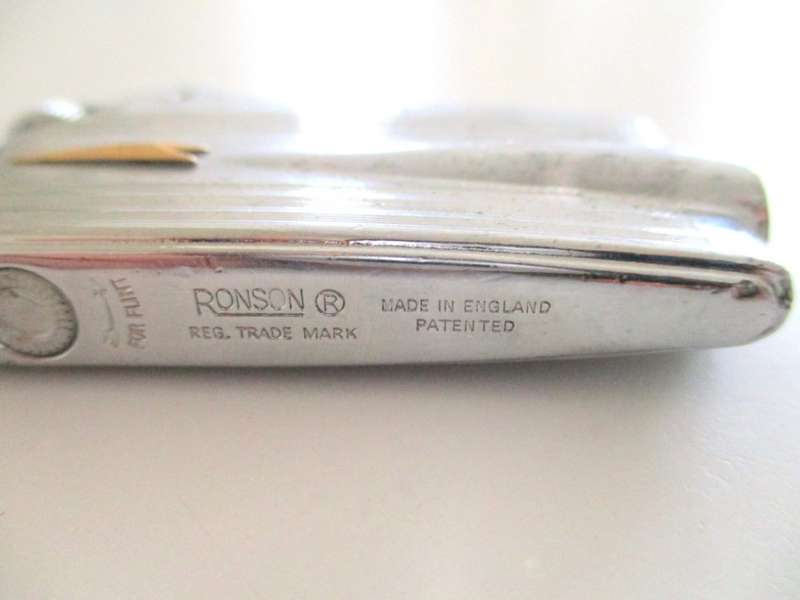 FOR FLINT
RONSON ®
REG. TRADE MARK
MADE IN ENGLAND
PATENTED